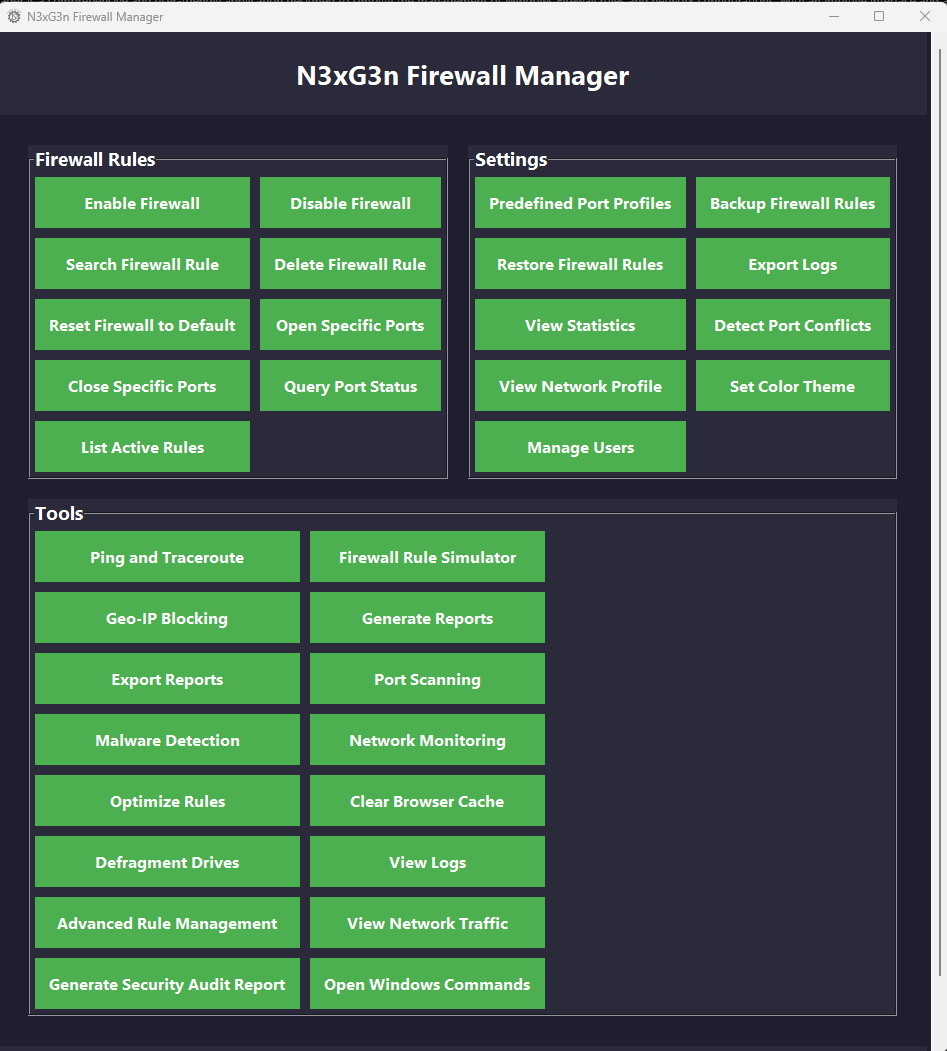 N3xG3n Firewall Manager
N3xG3n Firewall Manager
Firewall Rules
Enable Firewall
Disable Firewall
Search Firewall Rule
Delete Firewall Rule
Reset Firewall to Default
Open Specific Ports
Close Specific Ports
Query Port Status
List Active Rules
Settings
Predefined Port Profiles
Backup Firewall Rules
Restore Firewall Rules
Export Logs
View Statistics
Detect Port Conflicts
View Network Profile
Set Color Theme
Manage Users
Tools
Ping and Traceroute
Firewall Rule Simulator
Geo-IP Blocking
Generate Reports
Export Reports
Port Scanning
Malware Detection
Network Monitoring
Optimize Rules
Clear Browser Cache
Defragment Drives
View Logs
Advanced Rule Management
View Network Traffic
Generate Security Audit Report
Open Windows Commands